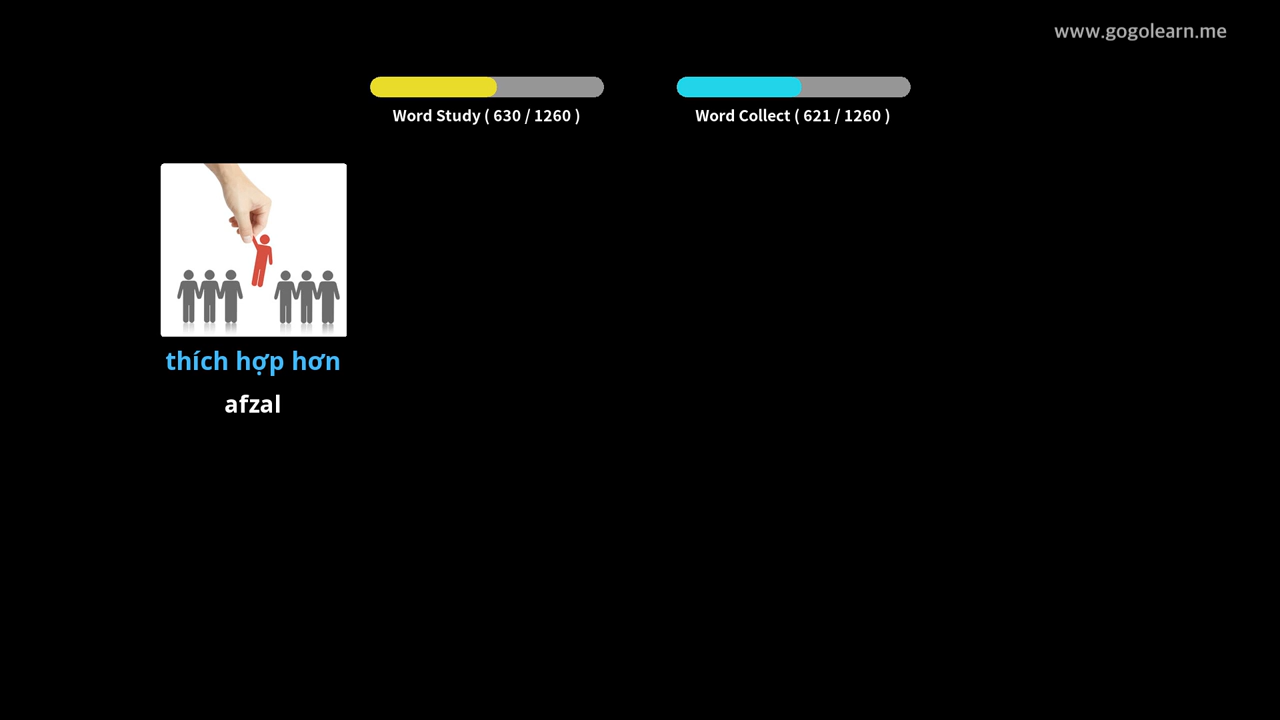 www.gogolearn.me
Word Study ( 630 / 1260 )
Word Collect ( 621 / 1260 )
thích hợp hơn
afzal